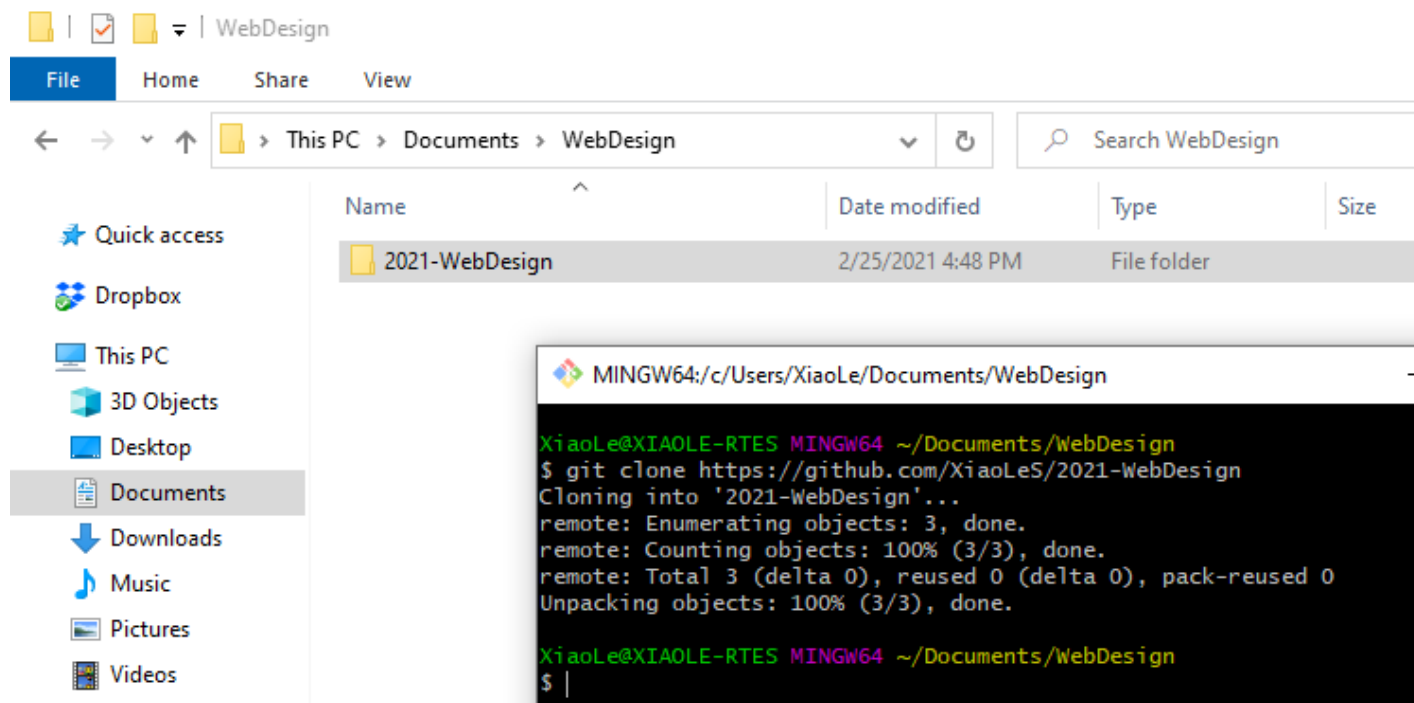 WebDesign
File Home Share View
This PC > Documents > WebDesign
Search WebDesign
Name Date modified Type Size
Quick access
2021-WebDesign 2/25/2021 4:48 PM File folder
Dropbox
This PC
3D Objects
Desktop
Documents
Downloads
Music
Pictures
Videos
MINGW64:/c/Users/XiaoLe/Documents/WebDesign
XiaoLe@XIAOLE-RTES MINGW64 ~/Documents/WebDesign
$ git clone https://github.com/XiaoLeS/2021-WebDesign
Cloning into '2021-WebDesign'...
remote: Enumerating objects: 3, done.
remote: Counting objects: 100% (3/3), done.
remote: Total 3 (delta 0), reused 0 (delta 0), pack-reused 0
Unpacking objects: 100% (3/3), done.
XiaoLe@XIAOLE-RTES MINGW64 ~/Documents/WebDesign
$